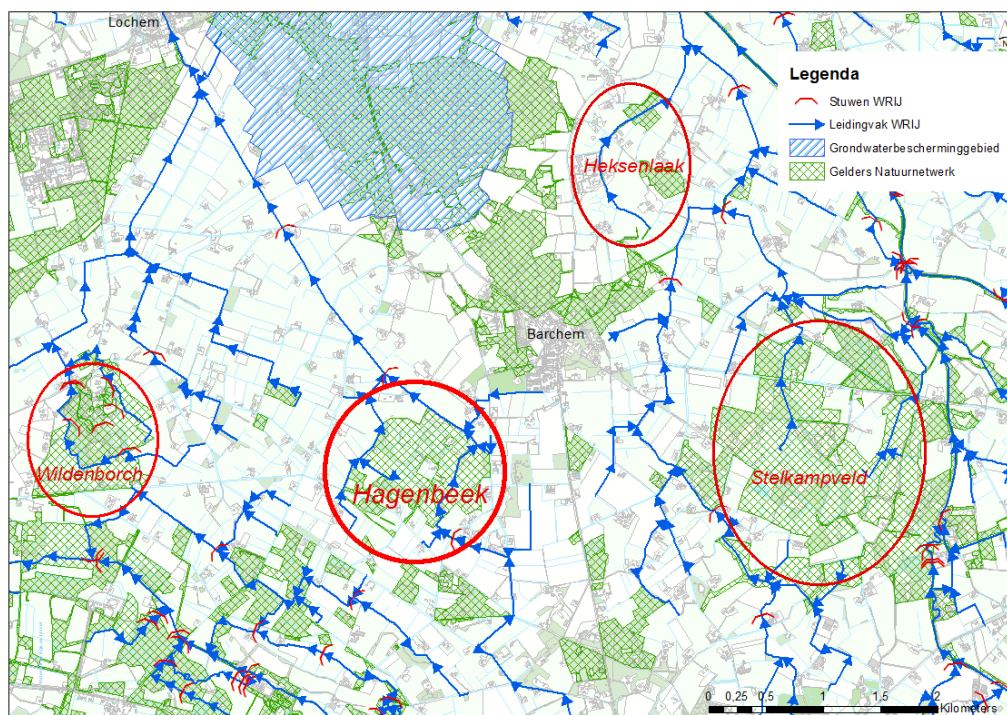 Lochem
Legenda
Stuwen WRIJ
Leidingvak WRIJ
Grondwaterbescherminggebied
Gelders Natuurnetwerk
Heksenlaak
Barchem
Wildenborch
Hagenbeek
Stelkampveld
0 0,25 0,5 1 1,5 2
Kilometers